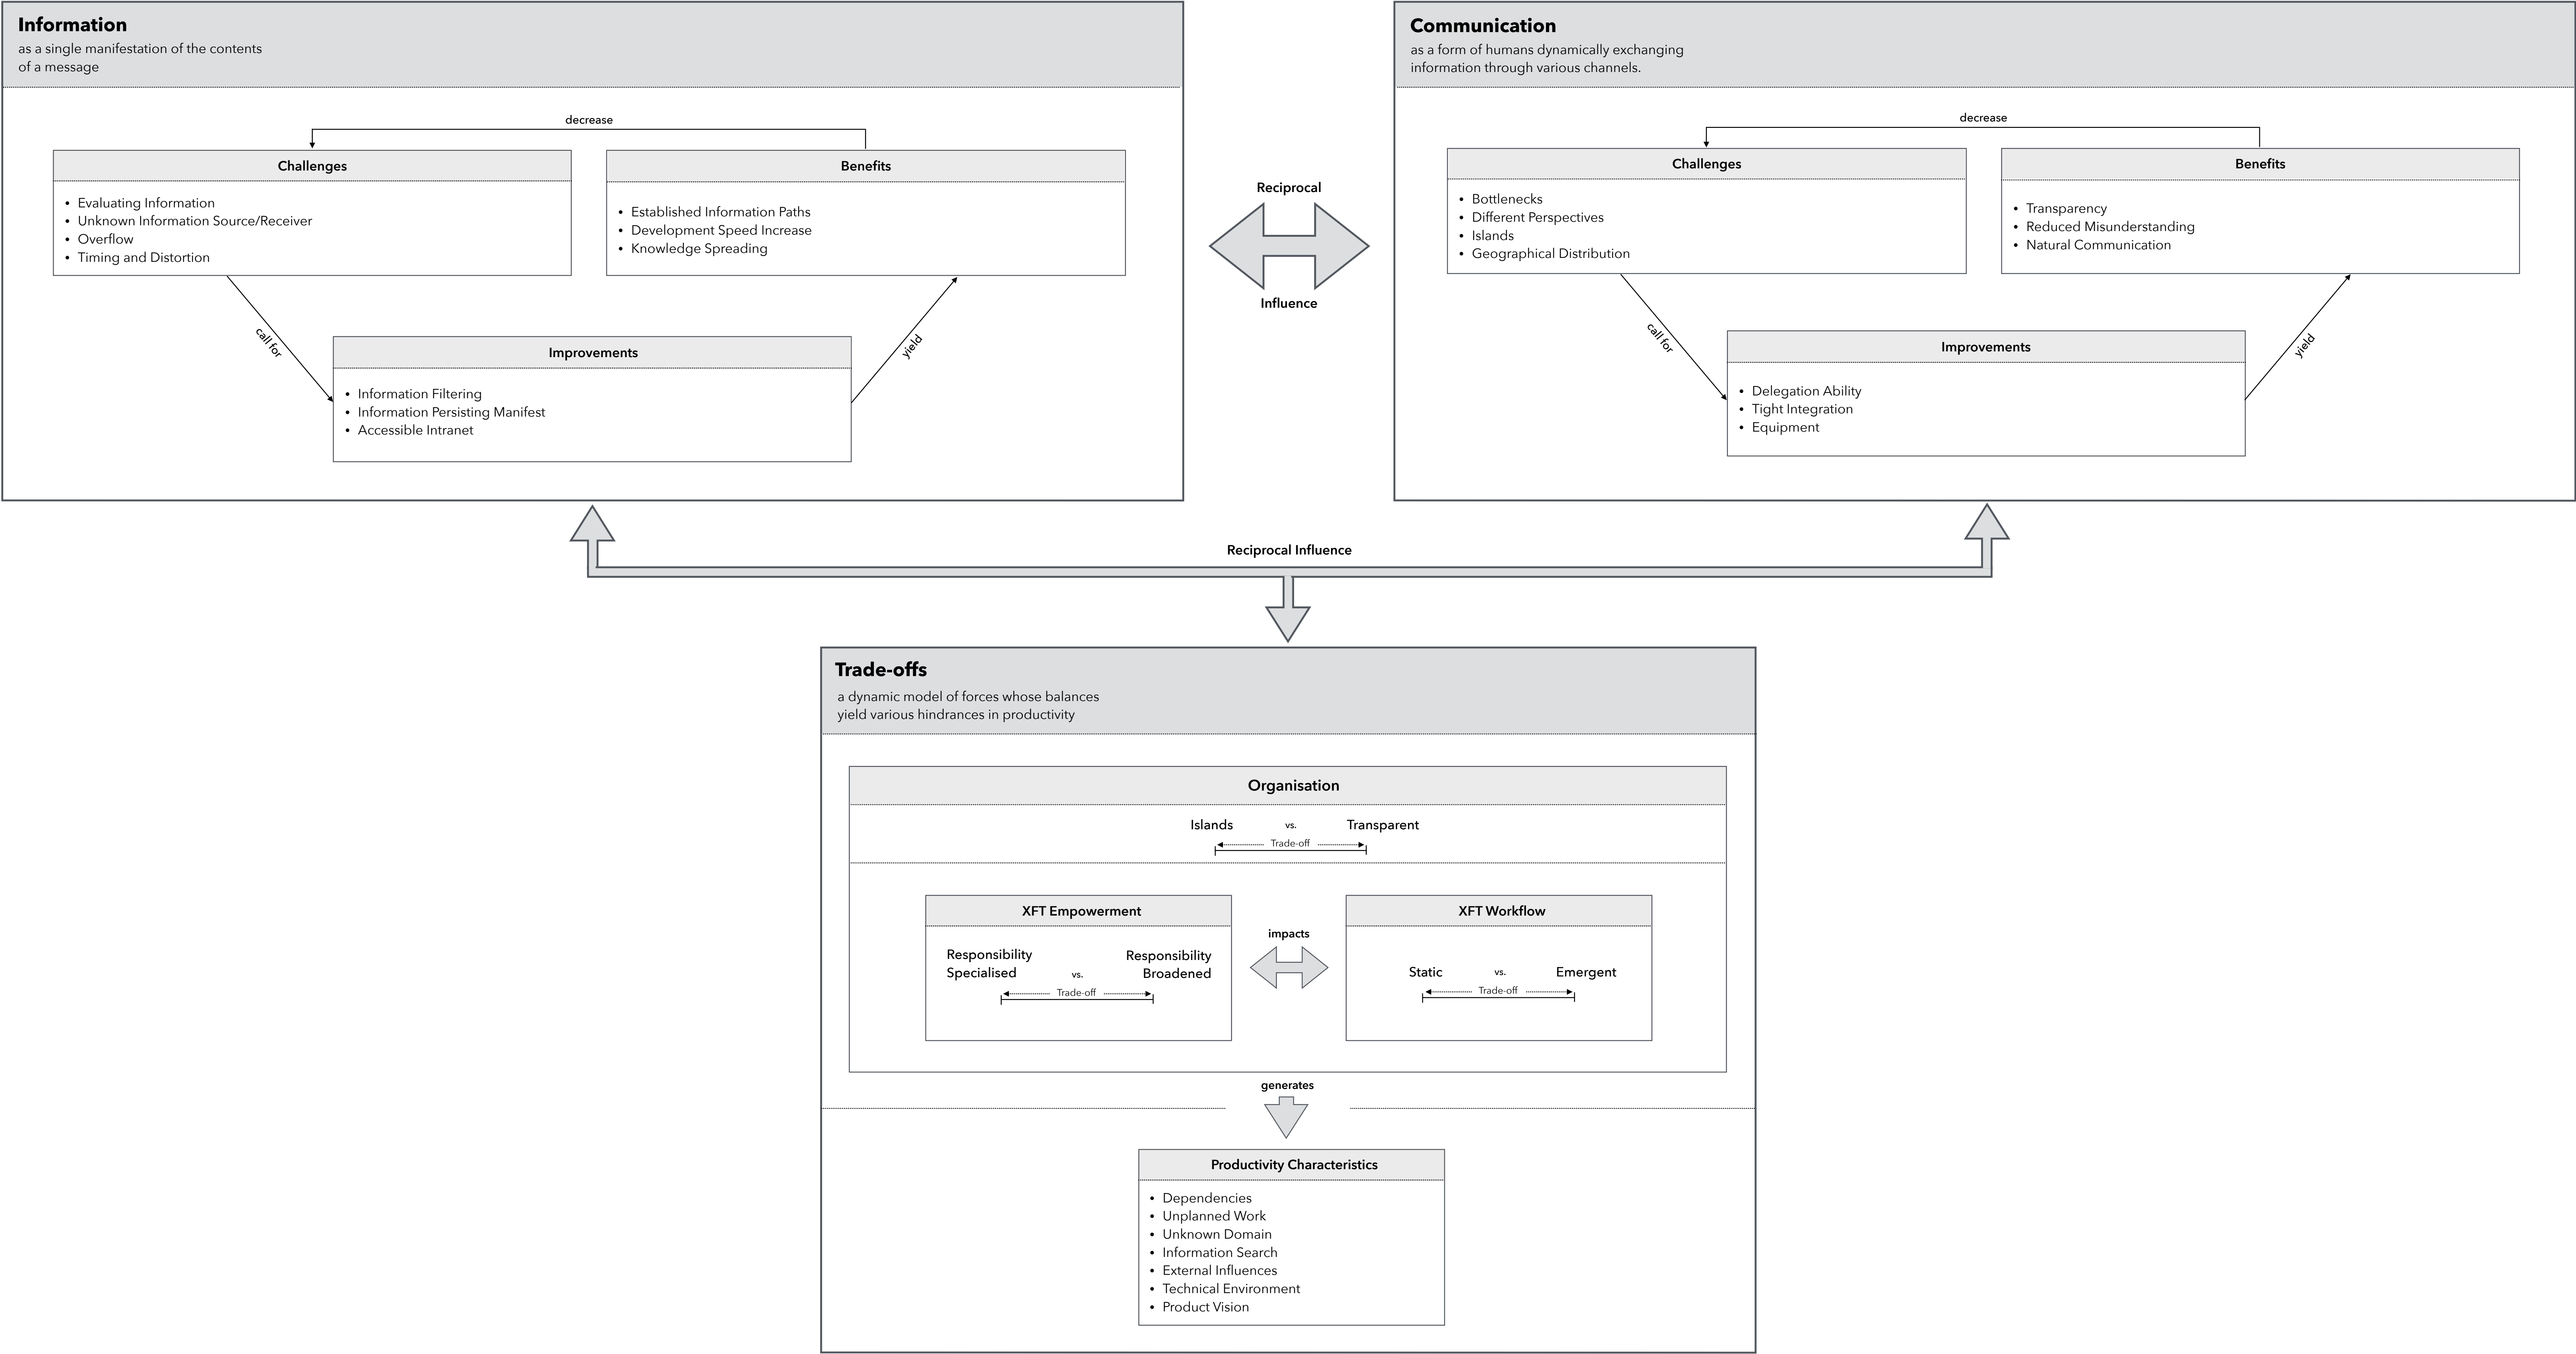 Information
as a single manifestation of the contents
of a message
decrease
Challenges
• Evaluating Information
• Unknown Information Source/Receiver
• Overflow
• Timing and Distortion
Benefits
• Established Information Paths
• Development Speed Increase
• Knowledge Spreading
call for
yield
Improvements
• Information Filtering
• Information Persisting Manifest
• Accessible Intranet
Reciprocal
Influence
Communication
as a form of humans dynamically exchanging
information through various channels.
decrease
Challenges
• Bottlenecks
• Different Perspectives
• Islands
• Geographical Distribution
Benefits
• Transparency
• Reduced Misunderstanding
• Natural Communication
call for
yield
Improvements
• Delegation Ability
• Tight Integration
• Equipment
Reciprocal Influence
Trade-offs
a dynamic model of forces whose balances
yield various hindrances in productivity
Organisation
Islands vs. Transparent
Trade-off
XFT Empowerment
Responsibility
Specialised
vs.
Responsibility
Broadened
Trade-off
impacts
XFT Workflow
Static vs. Emergent
Trade-off
generates
Productivity Characteristics
• Dependencies
• Unplanned Work
• Unknown Domain
• Information Search
• External Influences
• Technical Environment
• Product Vision